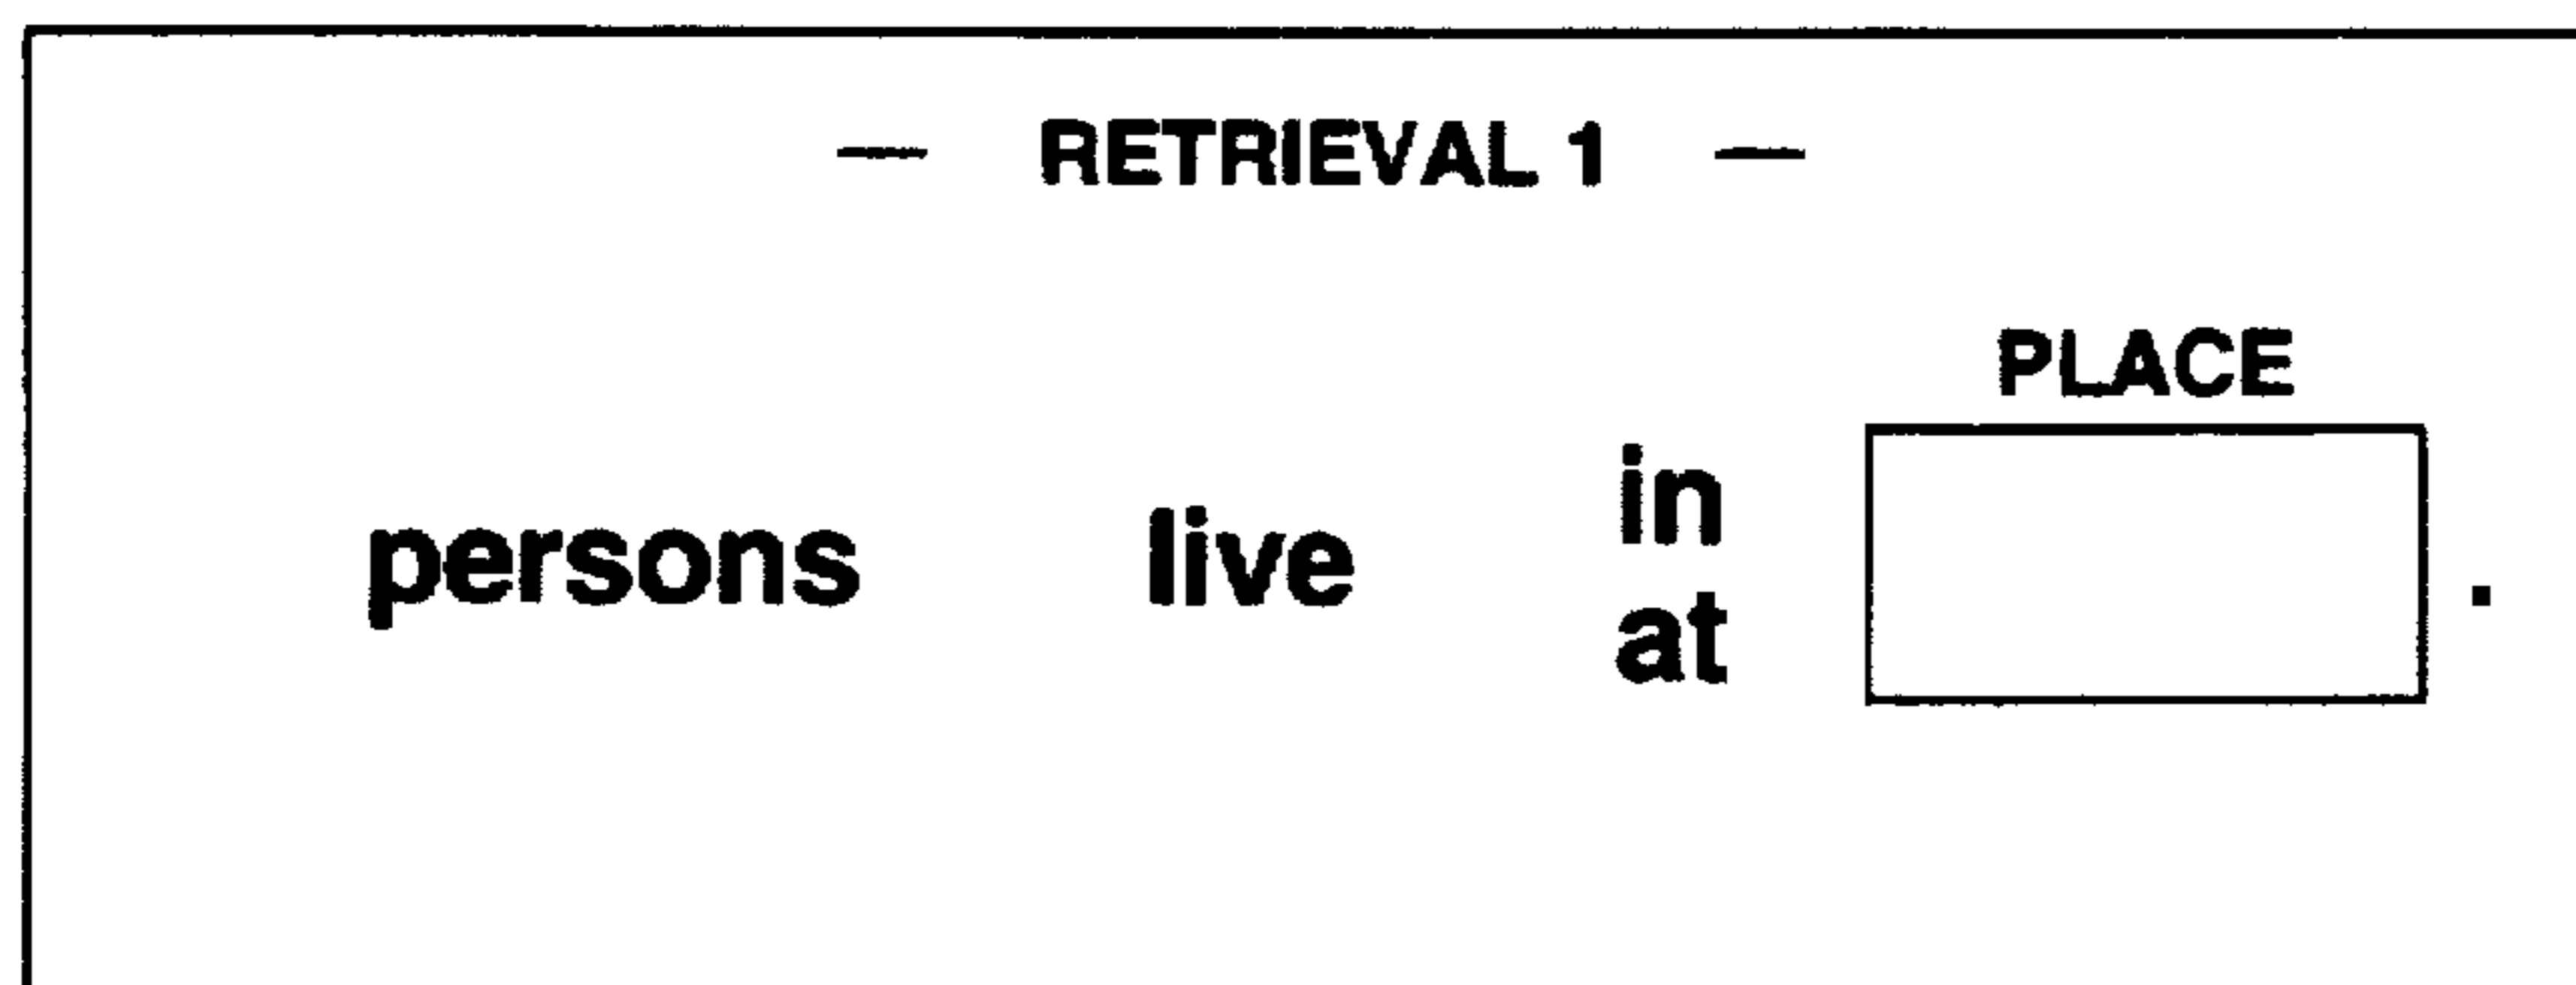 — RETRIEVAL 1 —
PLACE
persons live in
at .